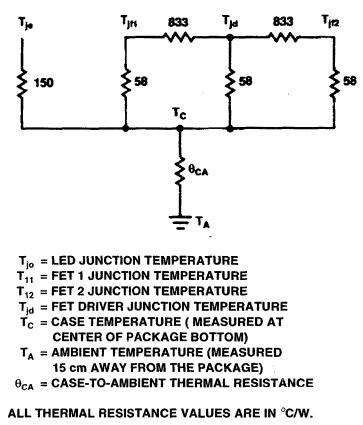 Tje Tjf1 833 Tjd 833 Tjf2
150 58 58 58
TC
θCA
TA
Tjo = LED JUNCTION TEMPERATURE
T11 = FET 1 JUNCTION TEMPERATURE
T12 = FET 2 JUNCTION TEMPERATURE
Tjd = FET DRIVER JUNCTION TEMPERATURE
TC = CASE TEMPERATURE ( MEASURED AT
CENTER OF PACKAGE BOTTOM)
TA = AMBIENT TEMPERATURE (MEASURED
15 cm AWAY FROM THE PACKAGE)
θCA = CASE-TO-AMBIENT THERMAL RESISTANCE
ALL THERMAL RESISTANCE VALUES ARE IN °C/W.